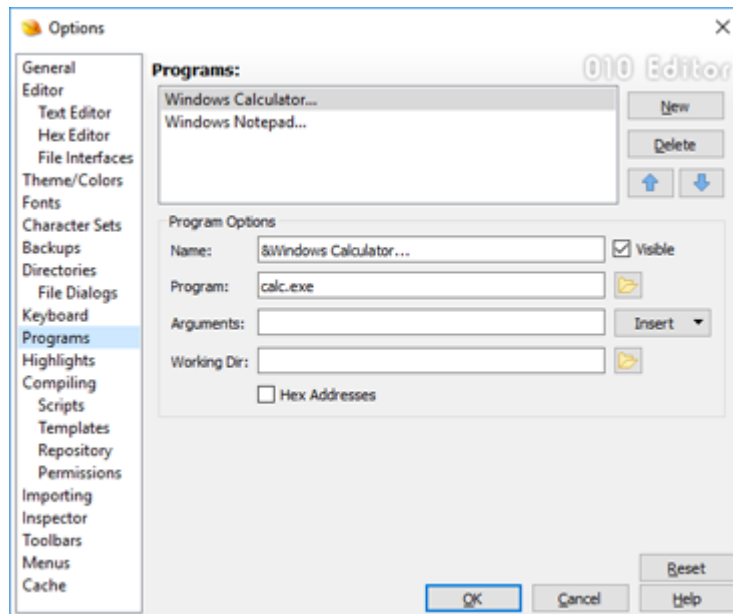 Options
General
Editor
Text Editor
Hex Editor
File Interfaces
Theme/Colors
Fonts
Character Sets
Backups
Directories
File Dialogs
Keyboard
Programs
Highlights
Compiling
Scripts
Templates
Repository
Permissions
Importing
Inspector
Toolbars
Menus
Cache
Programs:
010 Editor
Windows Calculator...
Windows Notepad...
New
Delete
Program Options
Name: &Windows Calculator... Visible
Program: calc.exe
Arguments: Insert
Working Dir:
Hex Addresses
Reset
OK Cancel Help